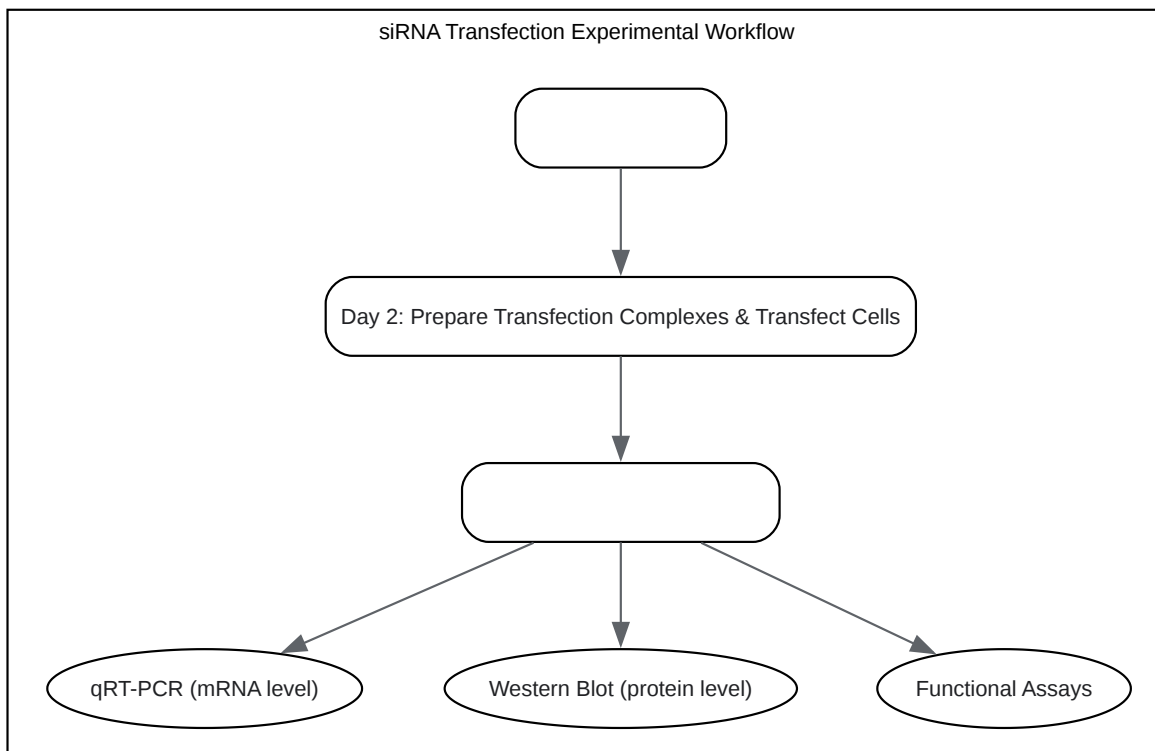 siRNA Transfection Experimental Workflow
Day 2: Prepare Transfection Complexes & Transfect Cells
qRT-PCR (mRNA level)
Western Blot (protein level)
Functional Assays